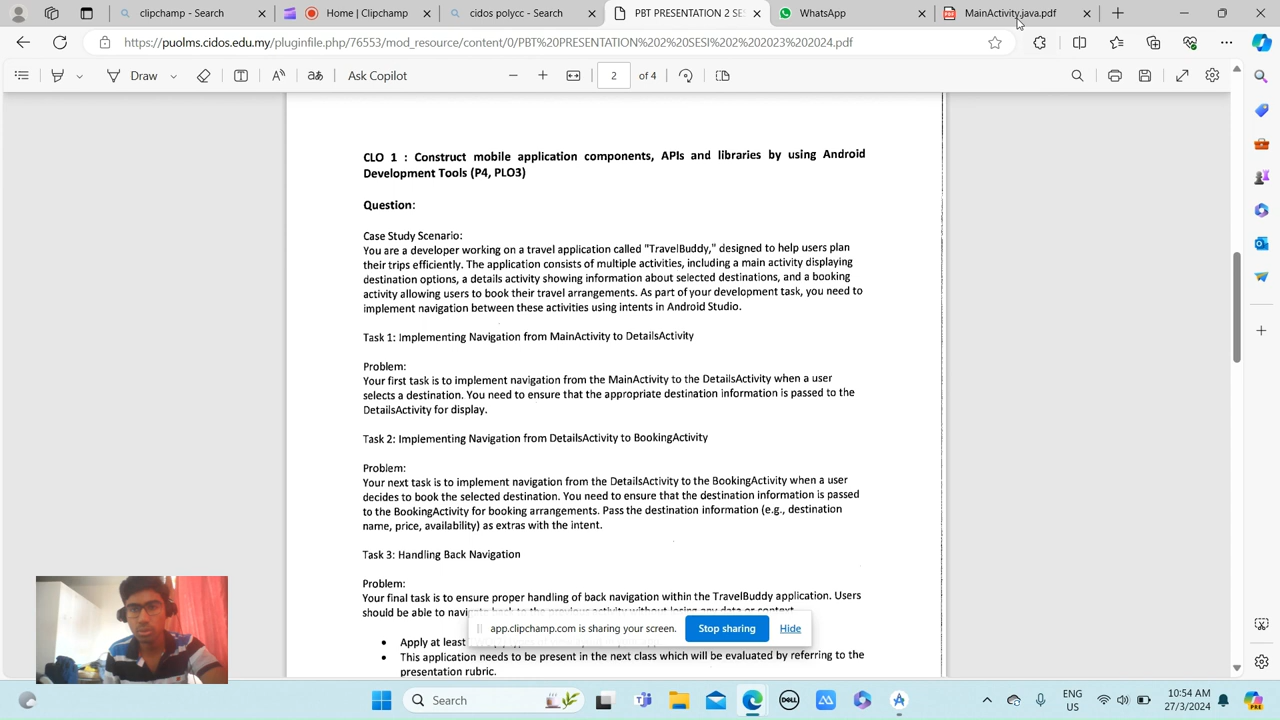 clipchamp - Search
Home | Clipchamp
cidos polycc - Search
PBT PRESENTATION 2 SE
WhatsApp
MainActivity.java.pdf
https://puolms.cidos.edu.my/pluginfile.php/76553/mod_resource/content/0/PBT%20PRESENTATION%202%20SESI%202%202023%202024.pdf
Draw
Ask Copilot
2 of 4
CLO 1 : Construct mobile application components, APIs and libraries by using Android
Development Tools (P4, PLO3)
Question:
Case Study Scenario:
You are a developer working on a travel application called "TravelBuddy," designed to help users plan
their trips efficiently. The application consists of multiple activities, including a main activity displaying
destination options, a details activity showing information about selected destinations, and a booking
activity allowing users to book their travel arrangements. As part of your development task, you need to
implement navigation between these activities using intents in Android Studio.
Task 1: Implementing Navigation from MainActivity to DetailsActivity
Problem:
Your first task is to implement navigation from the MainActivity to the DetailsActivity when a user
selects a destination. You need to ensure that the appropriate destination information is passed to the
DetailsActivity for display.
Task 2: Implementing Navigation from DetailsActivity to BookingActivity
Problem:
Your next task is to implement navigation from the DetailsActivity to the BookingActivity when a user
decides to book the selected destination. You need to ensure that the destination information is passed
to the BookingActivity for booking arrangements. Pass the destination information (e.g., destination
name, price, availability) as extras with the intent.
Task 3: Handling Back Navigation
Problem:
Your final task is to ensure proper handling of back navigation within the TravelBuddy application. Users
should be able to
app.clipchamp.com is sharing your screen.
Stop sharing
Hide
• Apply at least
• This application needs to be present in the next class which will be evaluated by referring to the
presentation rubric.
Search
DELL
ENG
US
10:54 AM
27/3/2024